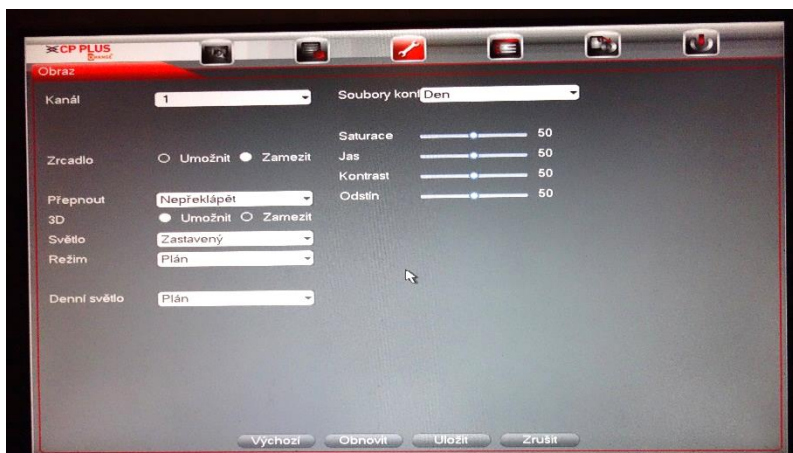 CP PLUS
ORANGE
Obraz
Kanál 1
Soubory konf Den
Saturace 50
Zrcadlo Umožnit Zamezit
Jas 50
Kontrast 50
Přepnout Nepřeklápět
Odstín 50
3D Umožnit Zamezit
Světlo Zastavený
Režim Plán
Denní světlo Plán
Výchozí Obnovit Uložit Zrušit